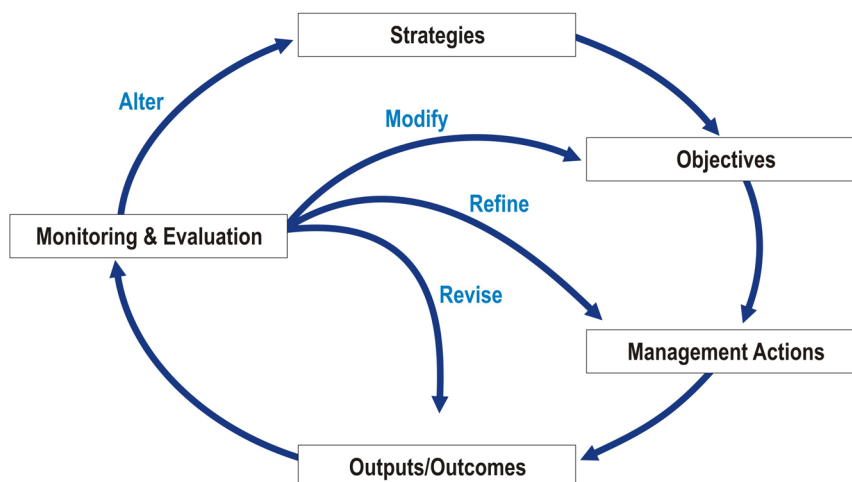 Strategies
Alter
Modify
Objectives
Refine
Monitoring & Evaluation
Revise
Management Actions
Outputs/Outcomes